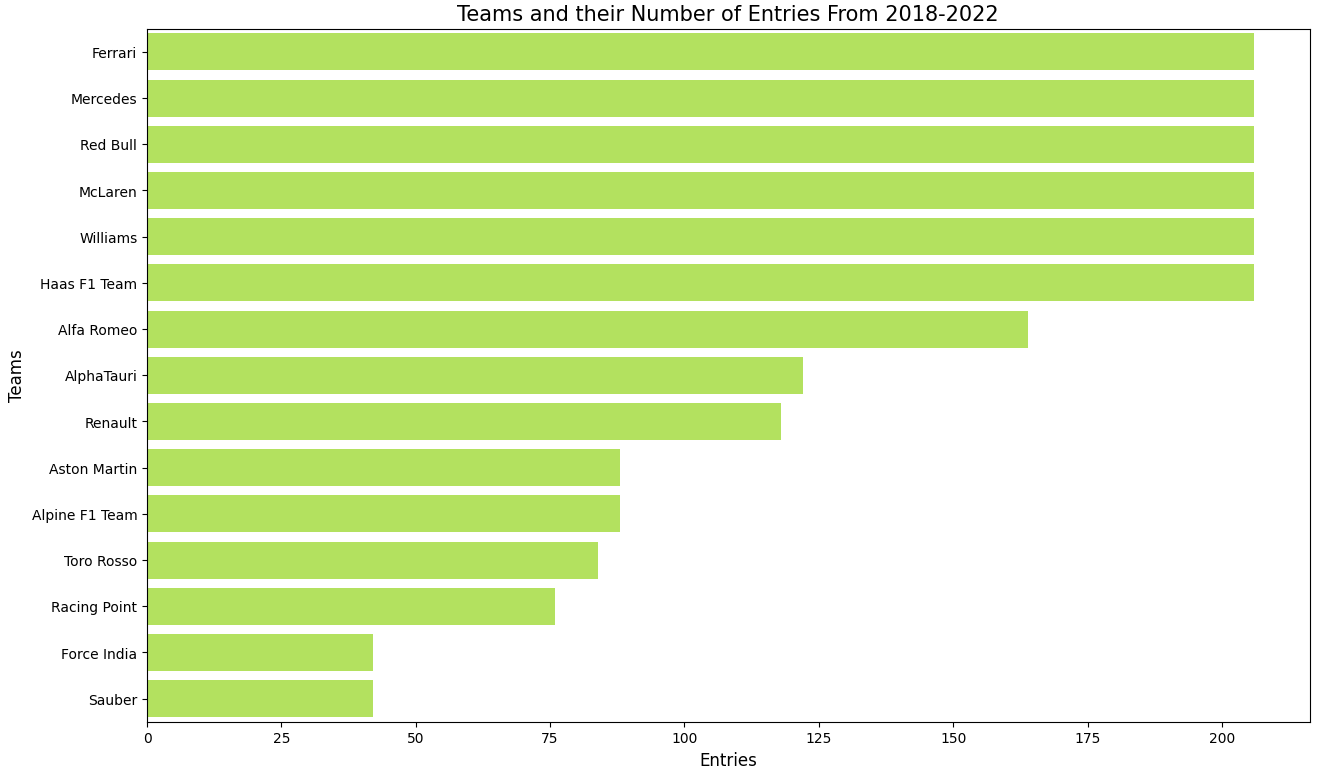 Teams and their Number of Entries From 2018-2022
Ferrari
Mercedes
Red Bull
McLaren
Williams
Haas F1 Team
Alfa Romeo
AlphaTauri
Renault
Aston Martin
Alpine F1 Team
Toro Rosso
Racing Point
Force India
Sauber
Teams
0 25 50 75 100 125 150 175 200
Entries